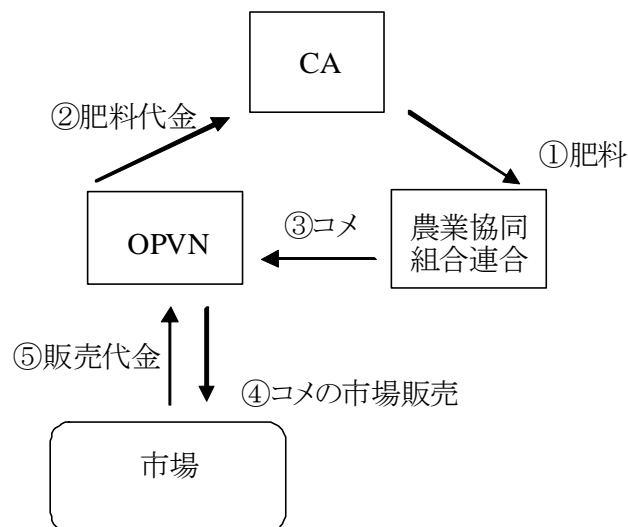 CA
②肥料代金
①肥料
OPVN
③コメ
農業協同
組合連合
⑤販売代金
④コメの市場販売
市場